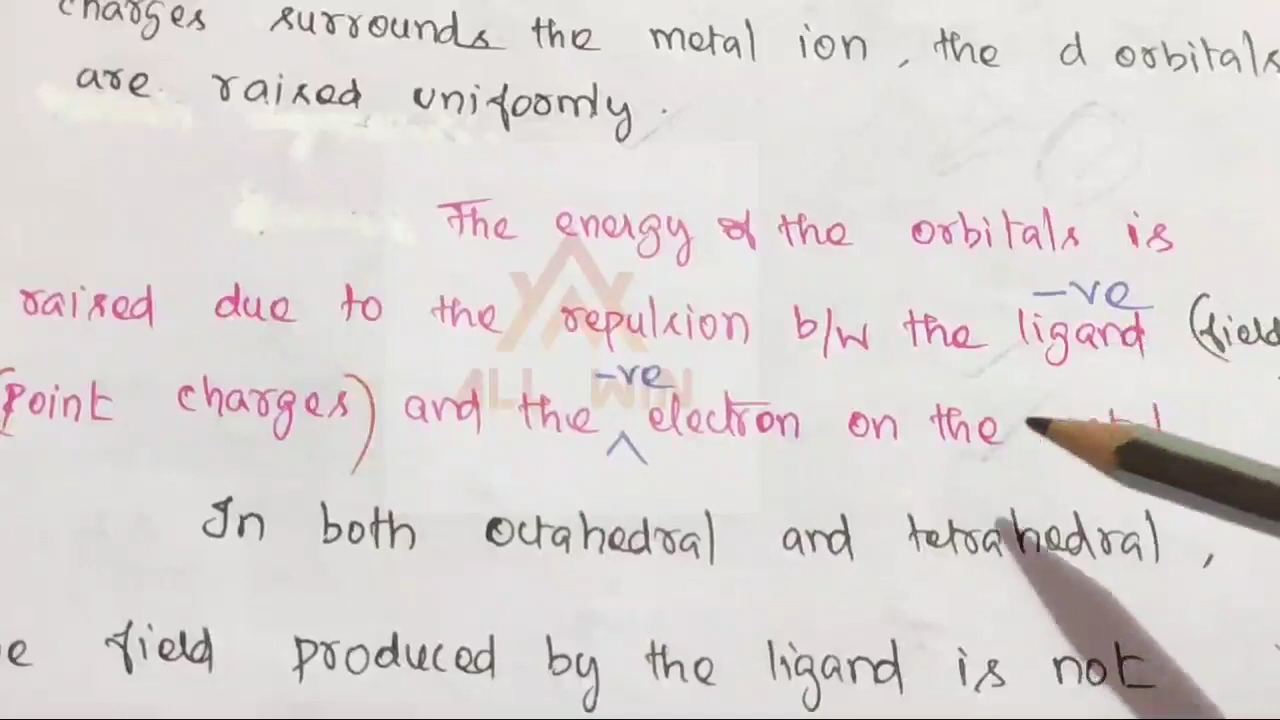 charges surrounds the metal ion, the d orbitals
are raised uniformly.
The energy of the orbitals is
-ve
raised due to the repulsion b/w the ligand (field
-ve
(Point charges) and the ^ electron on the
In both octahedral and tetrahedral,
field produced by the ligand is not
ALL WIN